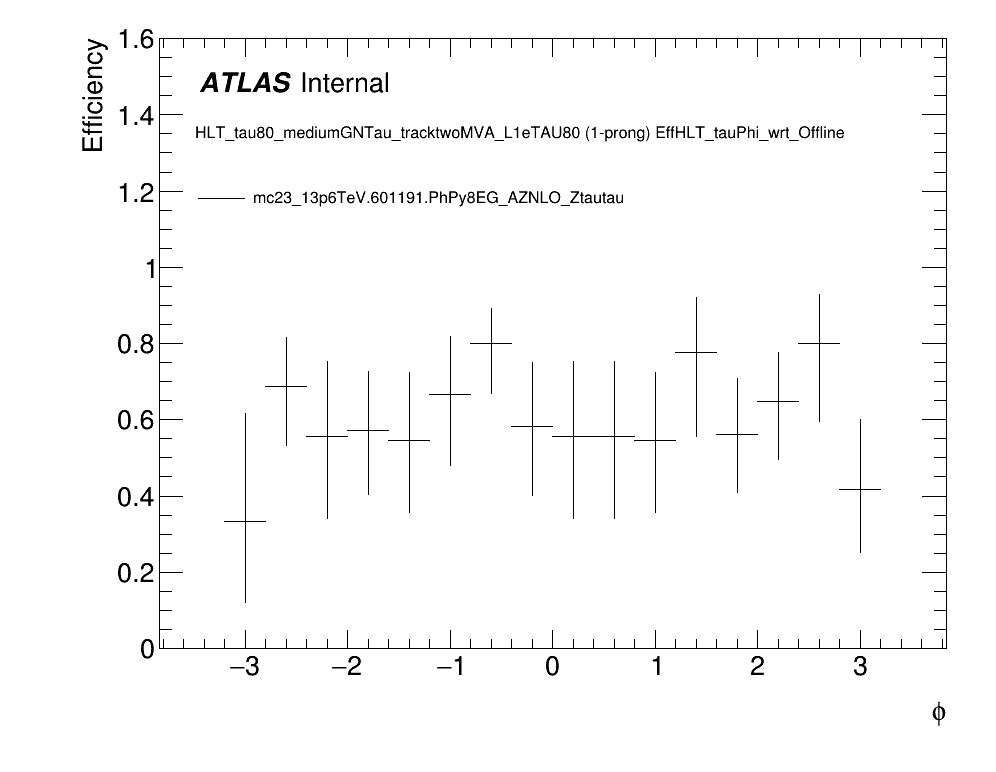 Efficiency
1.6
ATLAS Internal
1.4
HLT_tau80_mediumGNTau_tracktwoMVA_L1eTAU80 (1-prong) EffHLT_tauPhi_wrt_Offline
1.2
mc23_13p6TeV.601191.PhPy8EG_AZNLO_Ztautau
1
0.8
0.6
0.4
0.2
0
−3 −2 −1 0 1 2 3
ϕ